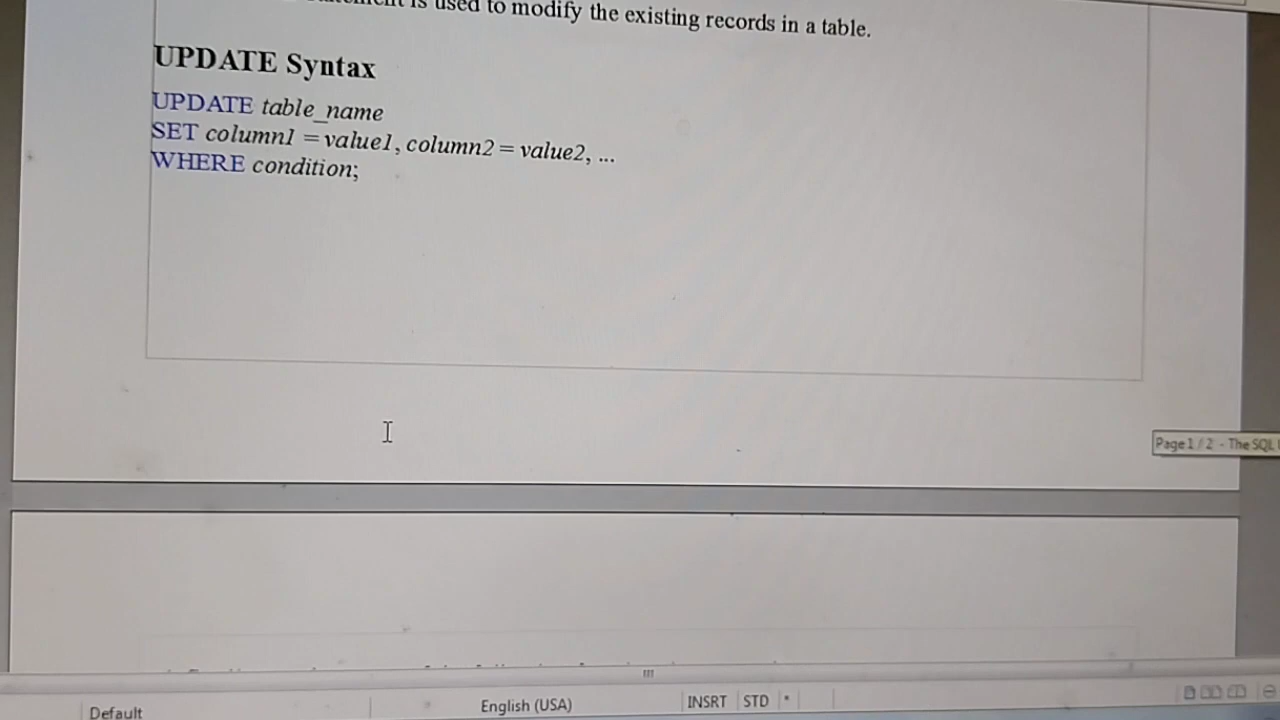 is used to modify the existing records in a table.
UPDATE Syntax
UPDATE table_name
SET column1 = value1, column2 = value2, ...
WHERE condition;
Page 1 / 2 - The SQL
Default
English (USA)
INSRT STD *